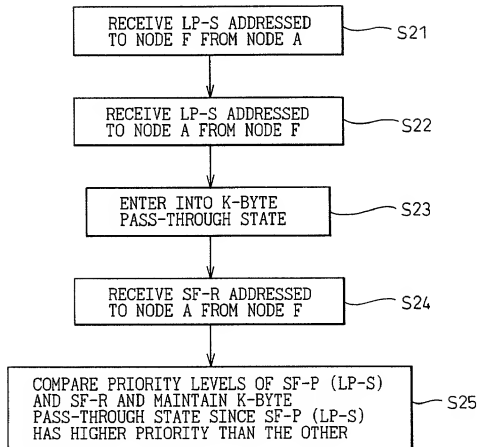 RECEIVE LP-S ADDRESSED
TO NODE F FROM NODE A
S21
RECEIVE LP-S ADDRESSED
TO NODE A FROM NODE F
S22
ENTER INTO K-BYTE
PASS-THROUGH STATE
S23
RECEIVE SF-R ADDRESSED
TO NODE A FROM NODE F
S24
COMPARE PRIORITY LEVELS OF SF-P (LP-S)
AND SF-R AND MAINTAIN K-BYTE
PASS-THROUGH STATE SINCE SF-P (LP-S)
HAS HIGHER PRIORITY THAN THE OTHER
S25